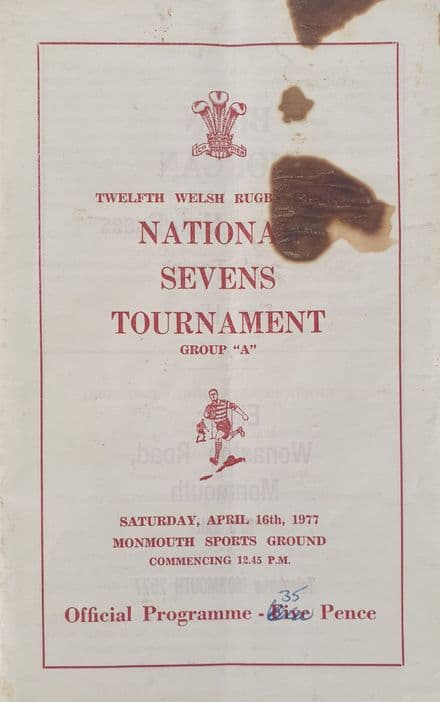 ICH DIEN
TWELFTH WELSH RUGBY
NATIONA
SEVENS
TOURNAMENT
GROUP "A"
SATURDAY, APRIL 16th, 1977
MONMOUTH SPORTS GROUND
COMMENCING 12.45 P.M.
35
Official Programme - Five Pence